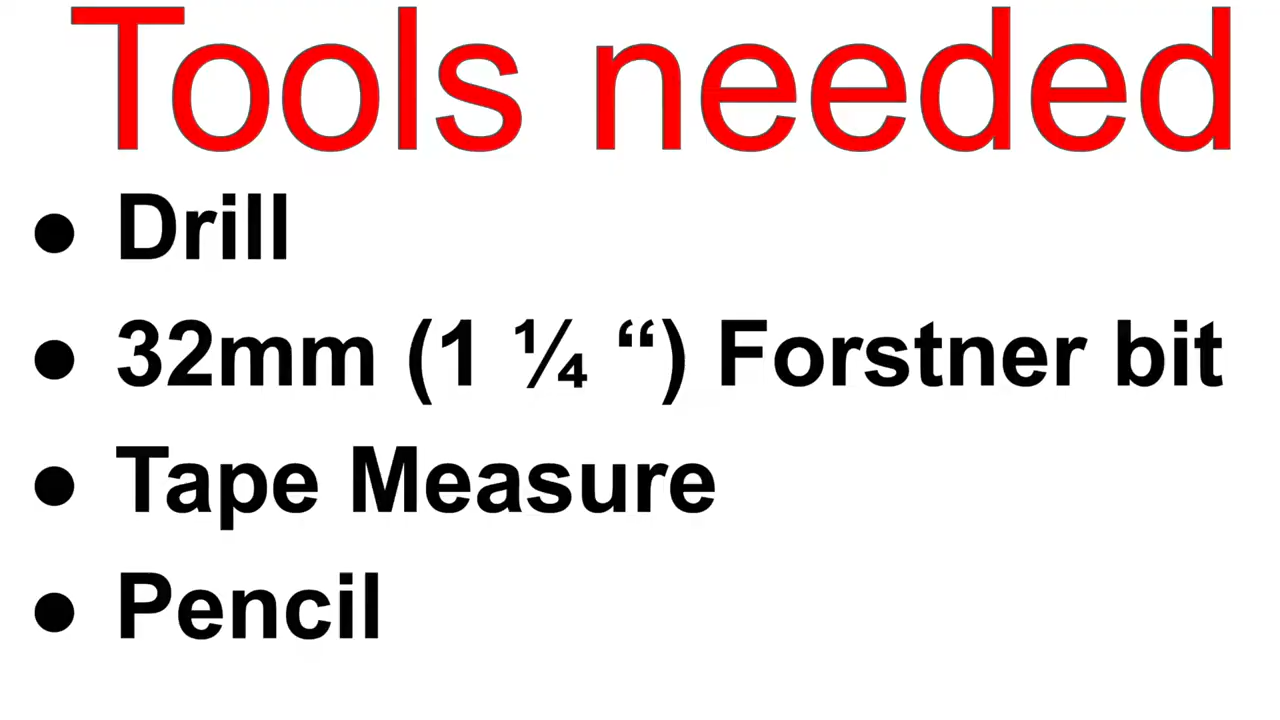 Tools needed
● Drill
● 32mm (1 ¼ “) Forstner bit
● Tape Measure
● Pencil